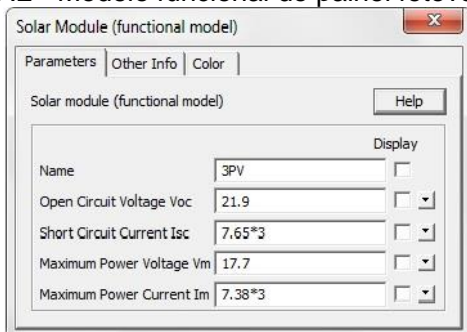 Solar Module (functional model)
Parameters Other Info Color
Solar module (functional model) Help
Display
Name 3PV
Open Circuit Voltage Voc 21.9
Short Circuit Current Isc 7.65*3
Maximum Power Voltage Vm 17.7
Maximum Power Current Im 7.38*3